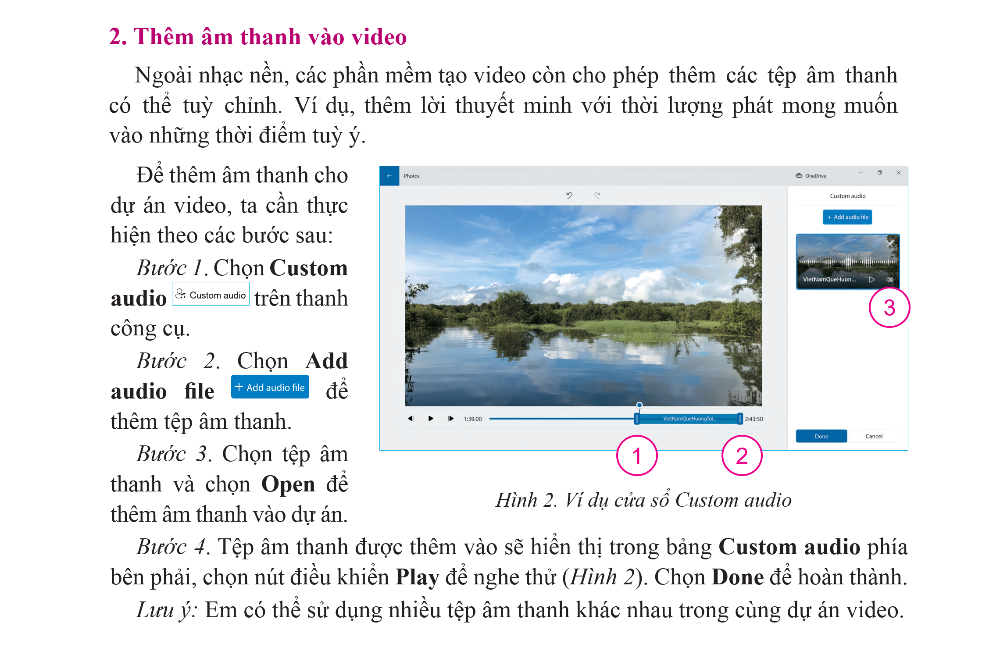 2. Thêm âm thanh vào video
Ngoài nhạc nền, các phần mềm tạo video còn cho phép thêm các tệp âm thanh
có thể tuỳ chỉnh. Ví dụ, thêm lời thuyết minh với thời lượng phát mong muốn
vào những thời điểm tuỳ ý.
Để thêm âm thanh cho
dự án video, ta cần thực
hiện theo các bước sau:
Bước 1. Chọn Custom
audio Custom audio trên thanh
công cụ.
Bước 2. Chọn Add
audio file + Add audio file để
thêm tệp âm thanh.
Bước 3. Chọn tệp âm
thanh và chọn Open để
thêm âm thanh vào dự án.
Photos
OneDrive
Custom audio
+ Add audio file
VietNamQueHuon...
3
1:39.00
VietNamQueHuongToi...
2:43:50
Done
Cancel
1
2
Hình 2. Ví dụ cửa sổ Custom audio
Bước 4. Tệp âm thanh được thêm vào sẽ hiển thị trong bảng Custom audio phía
bên phải, chọn nút điều khiển Play để nghe thử (Hình 2). Chọn Done để hoàn thành.
Lưu ý: Em có thể sử dụng nhiều tệp âm thanh khác nhau trong cùng dự án video.